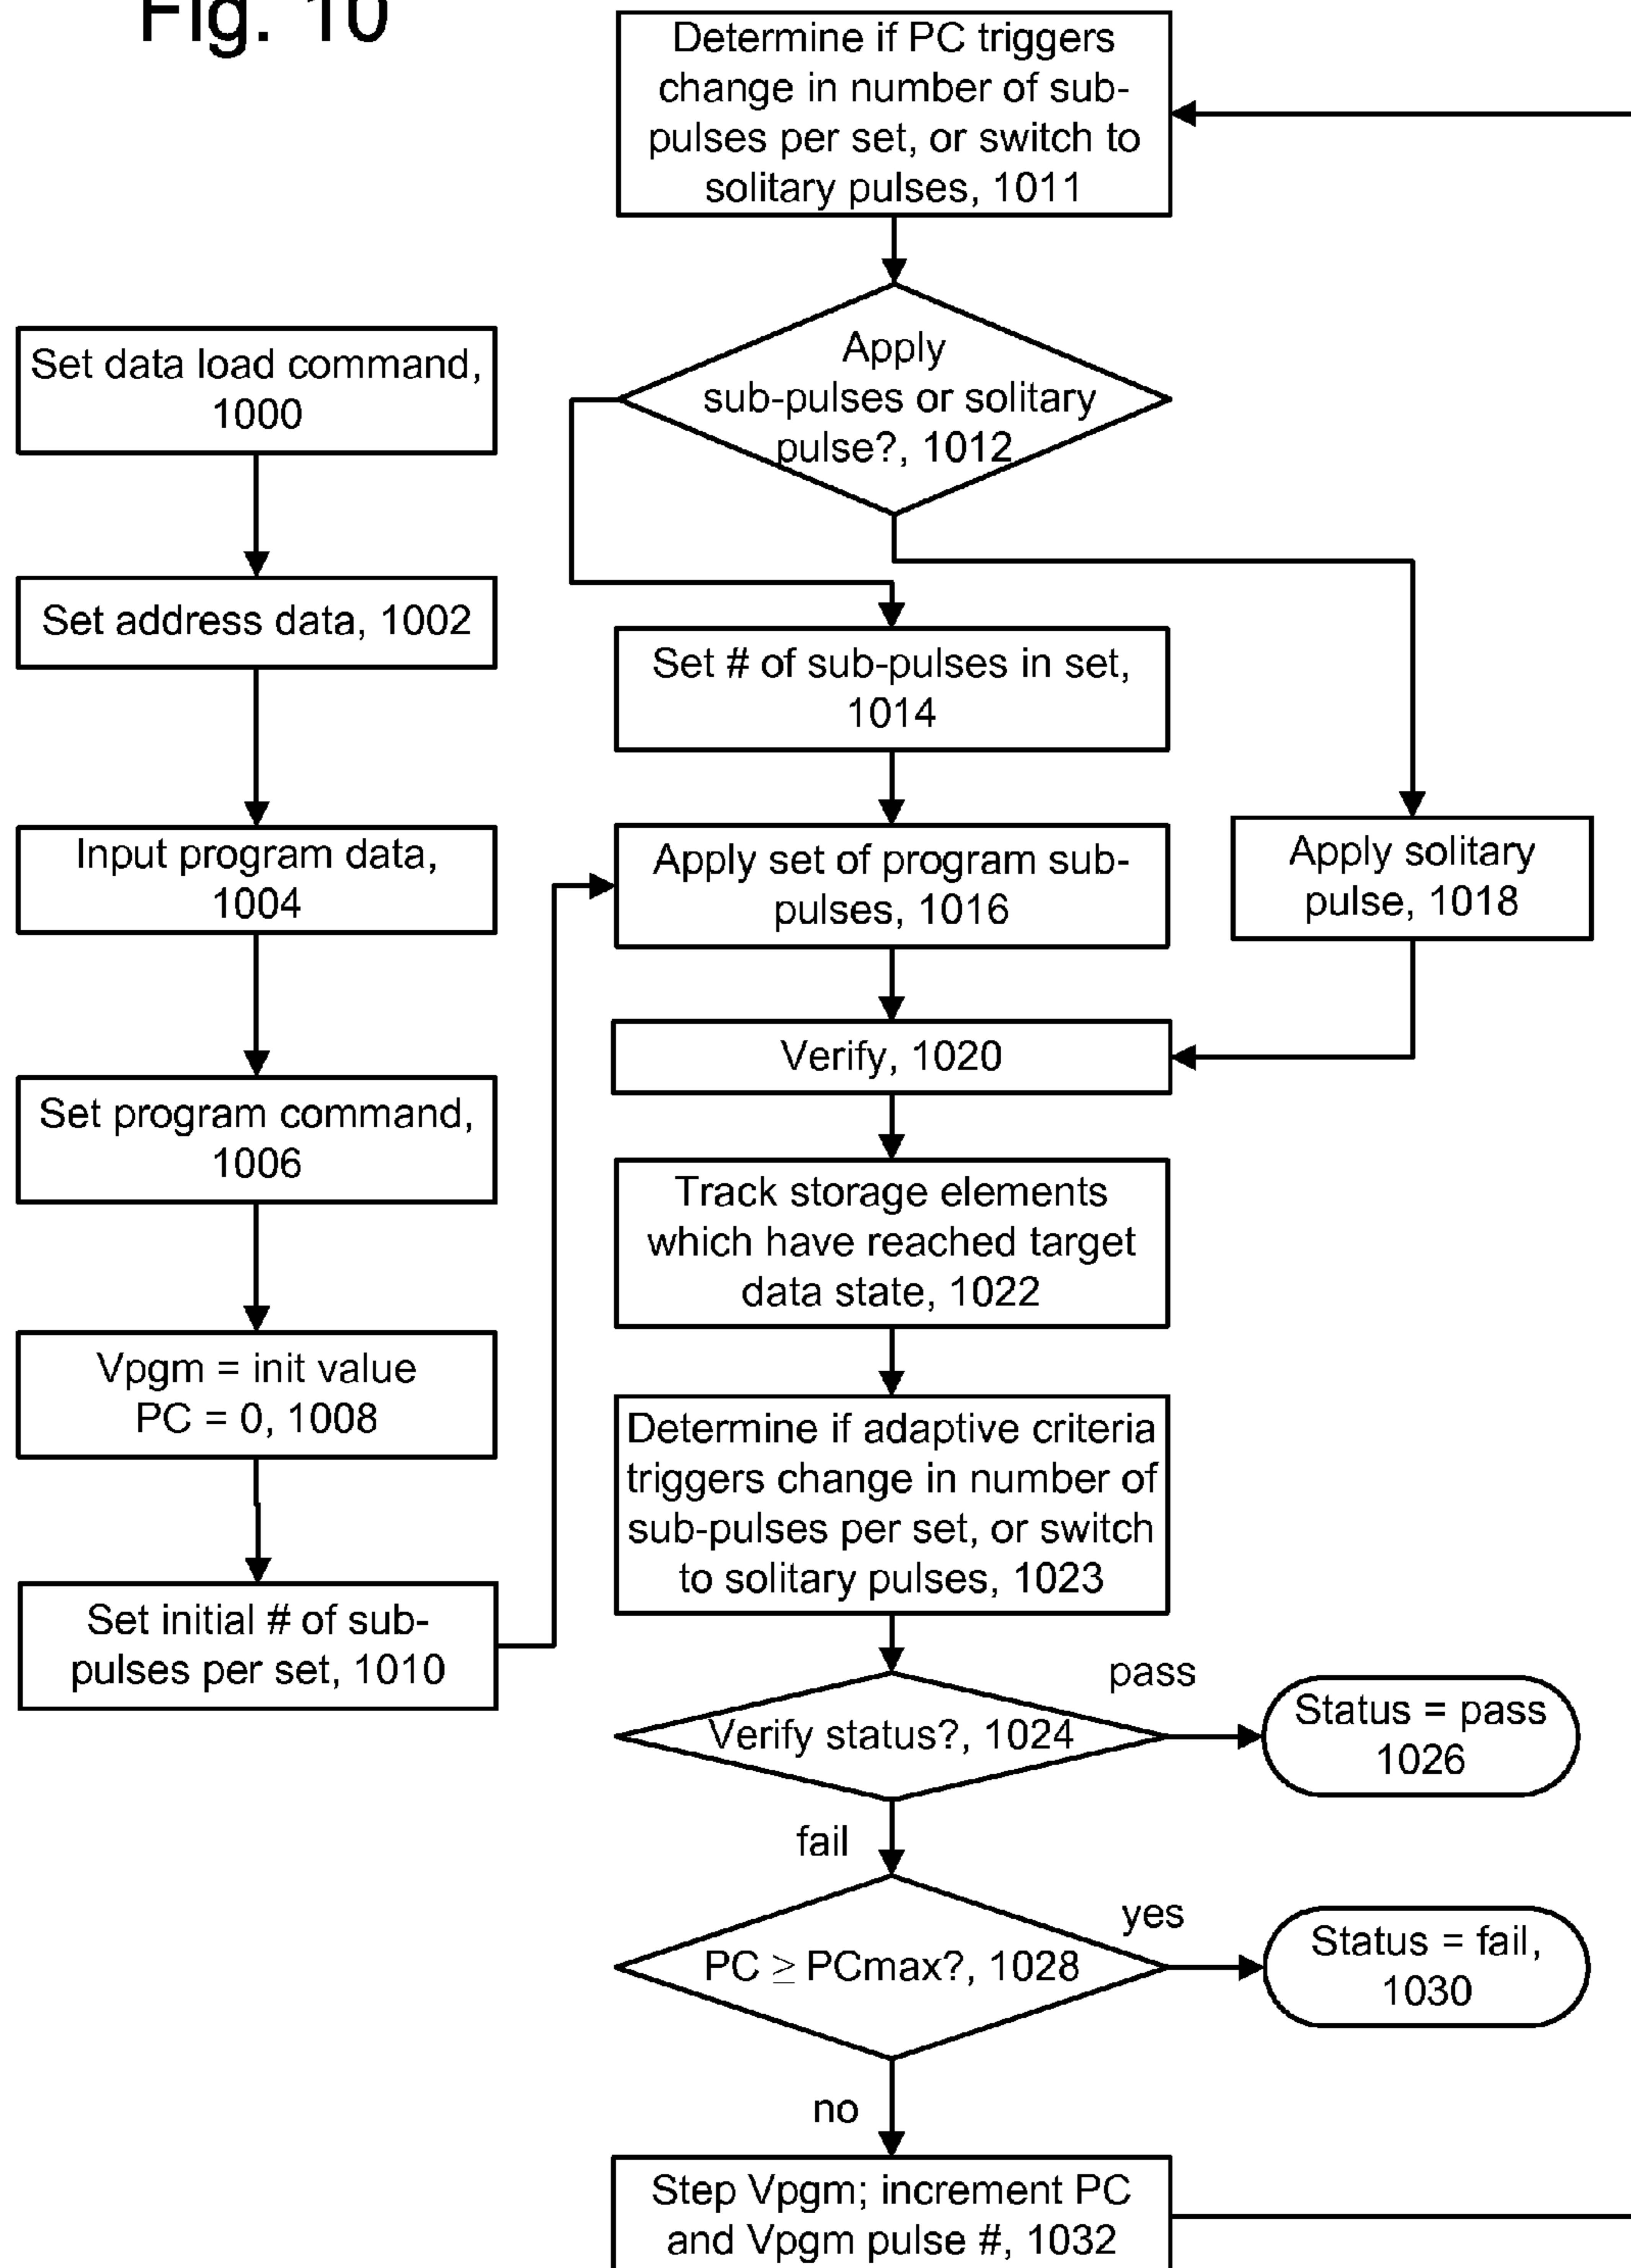 Fig. 10
Set data load command,
1000
Set address data, 1002
Input program data,
1004
Set program command,
1006
Vpgm = init value
PC = 0, 1008
Set initial # of sub-
pulses per set, 1010
Determine if PC triggers
change in number of sub-
pulses per set, or switch to
solitary pulses, 1011
Apply
sub-pulses or solitary
pulse?, 1012
Set # of sub-pulses in set,
1014
Apply set of program sub-
pulses, 1016
Apply solitary
pulse, 1018
Verify, 1020
Track storage elements
which have reached target
data state, 1022
Determine if adaptive criteria
triggers change in number of
sub-pulses per set, or switch
to solitary pulses, 1023
Verify status?, 1024
pass
Status = pass
1026
fail
PC ≥ PCmax?, 1028
yes
Status = fail,
1030
no
Step Vpgm; increment PC
and Vpgm pulse #, 1032